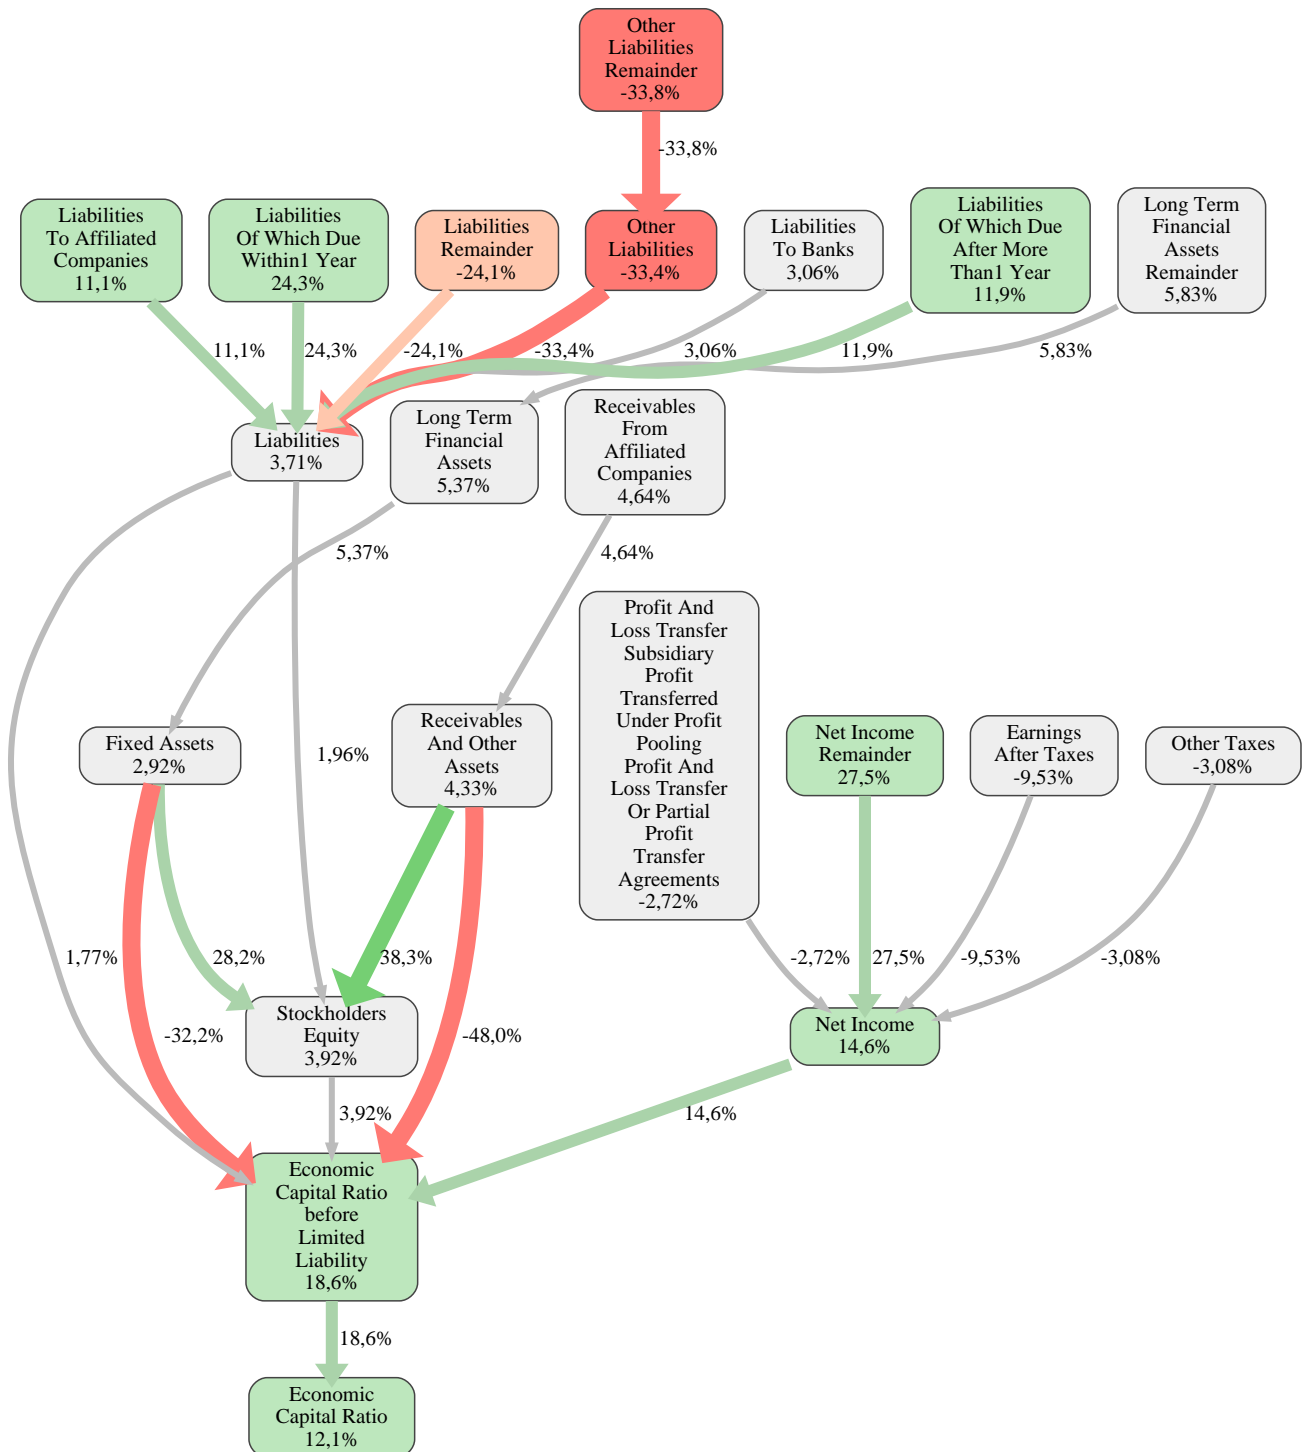 Other
Liabilities
Remainder
-33,8%
-33,8%
Liabilities
To Affiliated
Companies
11,1%
Liabilities
Of Which Due
Within1 Year
24,3%
Liabilities
Remainder
-24,1%
Other
Liabilities
-33,4%
Liabilities
To Banks
3,06%
Liabilities
Of Which Due
After More
Than1 Year
11,9%
Long Term
Financial
Assets
Remainder
5,83%
11,1%
24,3%
-24,1%
-33,4%
3,06%
11,9%
5,83%
Liabilities
3,71%
Long Term
Financial
Assets
5,37%
Receivables
From
Affiliated
Companies
4,64%
5,37%
4,64%
Profit And
Loss Transfer
Subsidiary
Profit
Transferred
Under Profit
Pooling
Profit And
Loss Transfer
Or Partial
Profit
Transfer
Agreements
-2,72%
Fixed Assets
2,92%
1,96%
Receivables
And Other
Assets
4,33%
Net Income
Remainder
27,5%
Earnings
After Taxes
-9,53%
Other Taxes
-3,08%
1,77%
28,2%
38,3%
-2,72%
27,5%
-9,53%
-3,08%
-32,2%
Stockholders
Equity
3,92%
-48,0%
Net Income
14,6%
3,92%
14,6%
Economic
Capital Ratio
before
Limited
Liability
18,6%
18,6%
Economic
Capital Ratio
12,1%